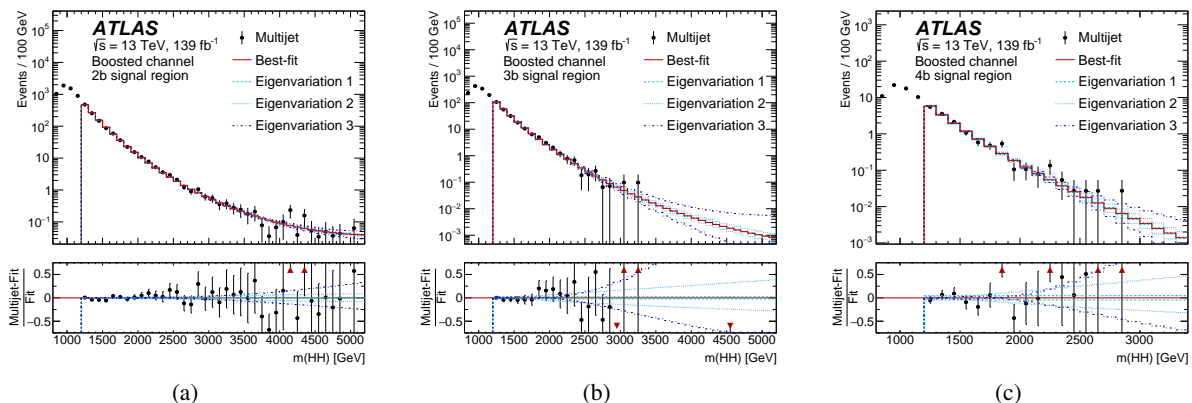 ATLAS
√s = 13 TeV, 139 fb⁻¹
Boosted channel
2b signal region
Multijet
Best-fit
Eigenvariation 1
Eigenvariation 2
Eigenvariation 3
Events / 100 GeV
10⁵
10⁴
10³
10²
10
1
10⁻¹
Multijet-Fit
Fit
0.5
0
−0.5
1000 1500 2000 2500 3000 3500 4000 4500 5000
m(HH) [GeV]
(a)
ATLAS
√s = 13 TeV, 139 fb⁻¹
Boosted channel
3b signal region
Multijet
Best-fit
Eigenvariation 1
Eigenvariation 2
Eigenvariation 3
Events / 100 GeV
10⁶
10⁵
10⁴
10³
10²
10
1
10⁻¹
10⁻²
10⁻³
Multijet-Fit
Fit
0.5
0
−0.5
1000 1500 2000 2500 3000 3500 4000 4500 5000
m(HH) [GeV]
(b)
ATLAS
√s = 13 TeV, 139 fb⁻¹
Boosted channel
4b signal region
Multijet
Best-fit
Eigenvariation 1
Eigenvariation 2
Eigenvariation 3
Events / 100 GeV
10³
10²
10
1
10⁻¹
10⁻²
10⁻³
Multijet-Fit
Fit
0.5
0
−0.5
1000 1500 2000 2500 3000
m(HH) [GeV]
(c)